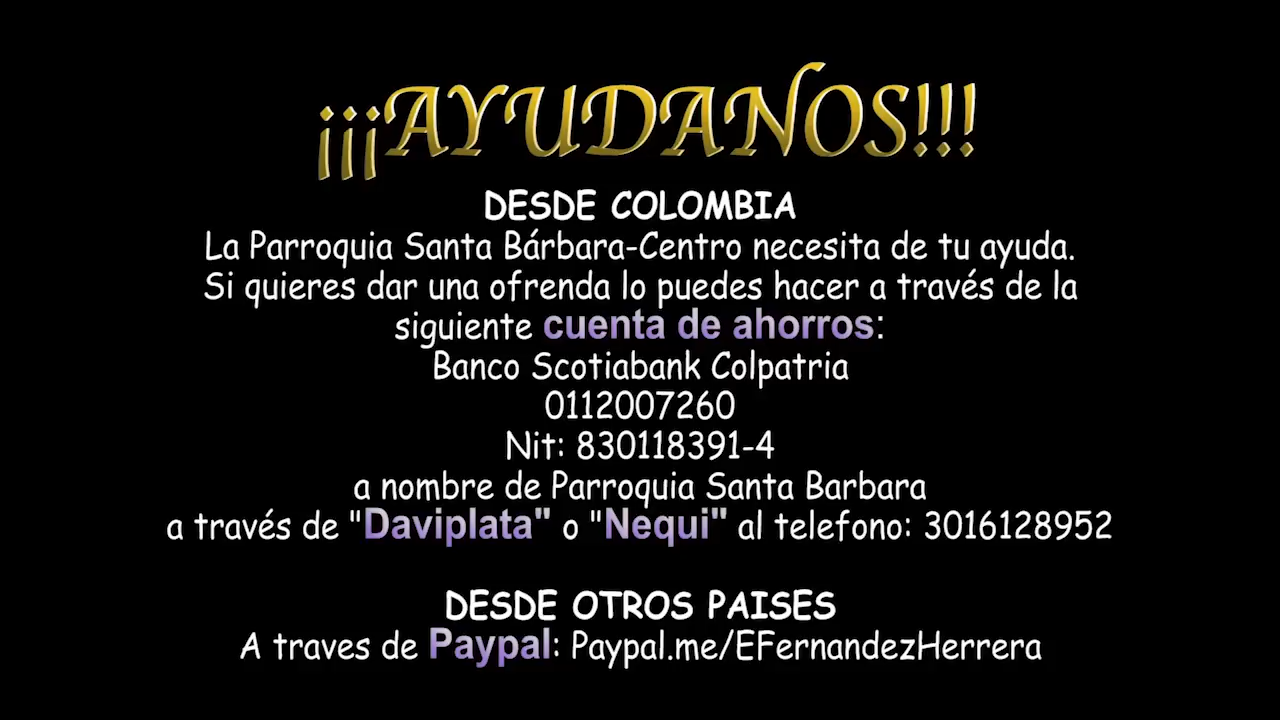 ¡¡¡AYUDANOS!!!
DESDE COLOMBIA
La Parroquia Santa Bárbara-Centro necesita de tu ayuda.
Si quieres dar una ofrenda lo puedes hacer a través de la
siguiente cuenta de ahorros:
Banco Scotiabank Colpatria
0112007260
Nit: 830118391-4
a nombre de Parroquia Santa Barbara
a través de "Daviplata" o "Nequi" al telefono: 3016128952
DESDE OTROS PAISES
A traves de Paypal: Paypal.me/EFernandezHerrera